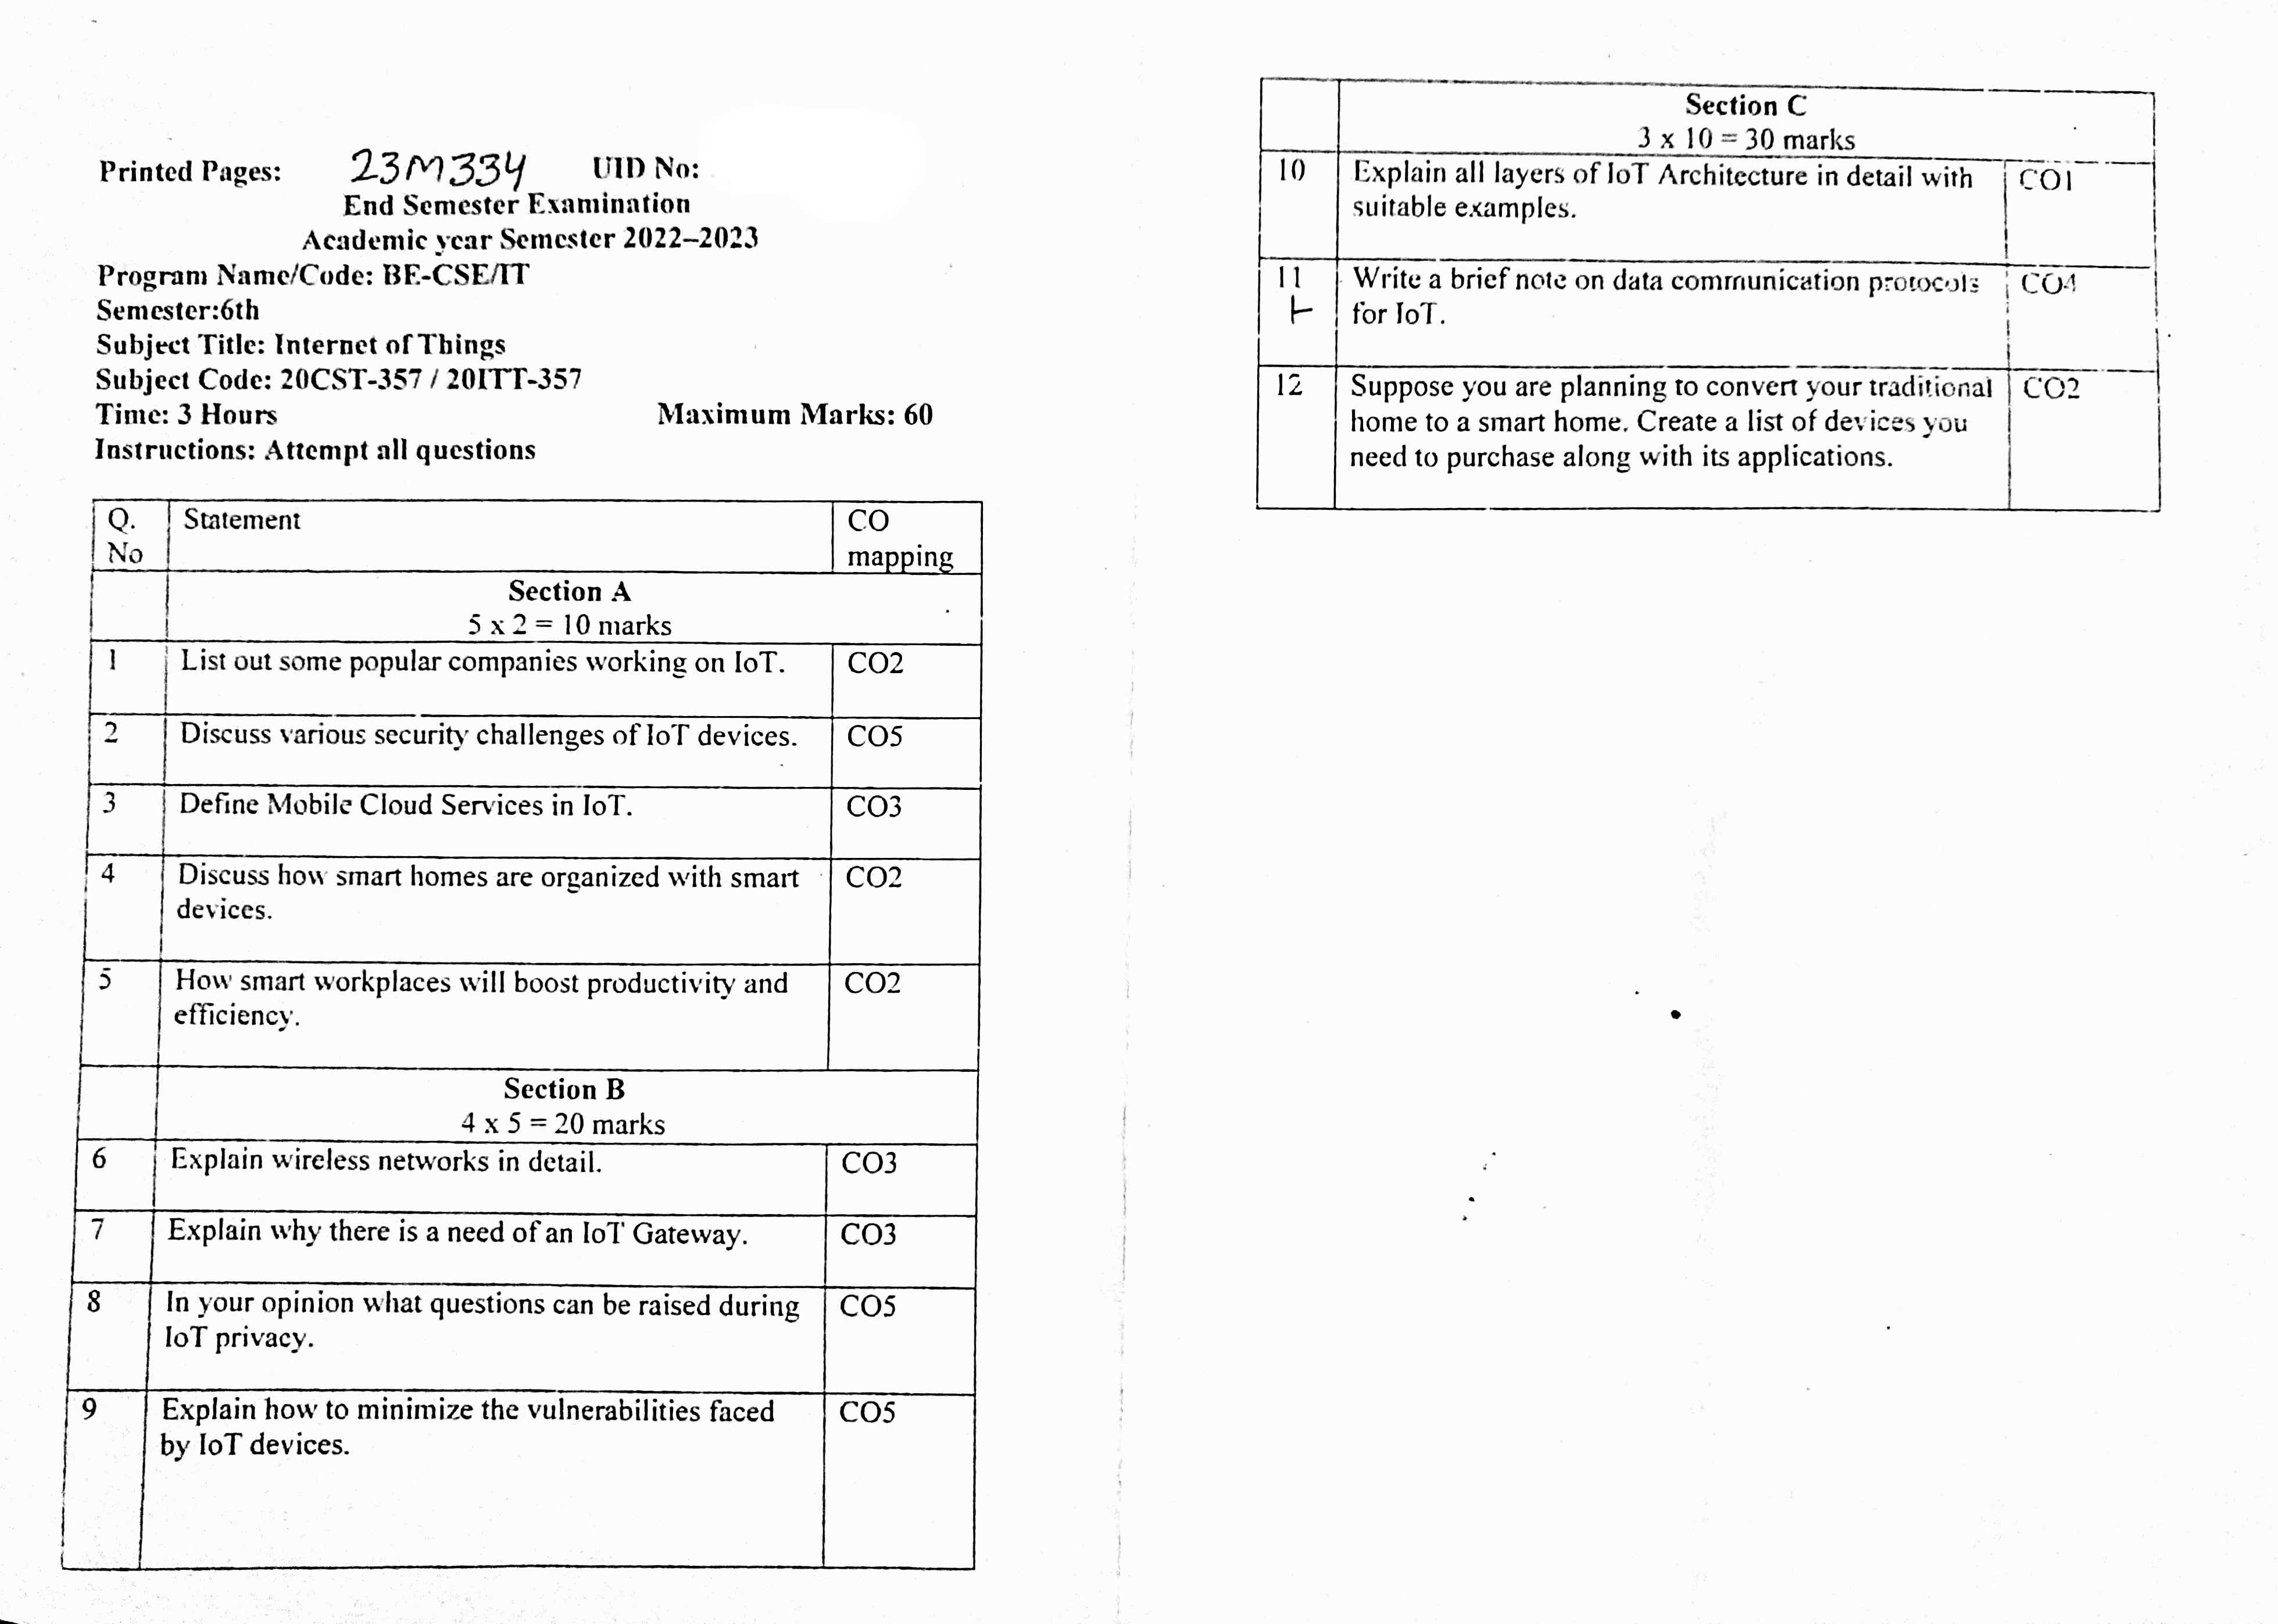 Printed Pages: 23M334 UID No:
End Semester Examination
Academic year Semester 2022–2023
Program Name/Code: BE-CSE/IT
Semester:6th
Subject Title: Internet of Things
Subject Code: 20CST-357 / 20ITT-357
Time: 3 Hours Maximum Marks: 60
Instructions: Attempt all questions
Q. Statement CO
No mapping
Section A
5 x 2 = 10 marks
1 List out some popular companies working on IoT. CO2
2 Discuss various security challenges of IoT devices. CO5
3 Define Mobile Cloud Services in IoT. CO3
4 Discuss how smart homes are organized with smart CO2
devices.
5 How smart workplaces will boost productivity and CO2
efficiency.
Section B
4 x 5 = 20 marks
6 Explain wireless networks in detail. CO3
7 Explain why there is a need of an IoT Gateway. CO3
8 In your opinion what questions can be raised during CO5
IoT privacy.
9 Explain how to minimize the vulnerabilities faced CO5
by IoT devices.
Section C
3 x 10 = 30 marks
10 Explain all layers of IoT Architecture in detail with CO1
suitable examples.
11 Write a brief note on data communication protocols CO4
for IoT.
12 Suppose you are planning to convert your traditional CO2
home to a smart home. Create a list of devices you
need to purchase along with its applications.